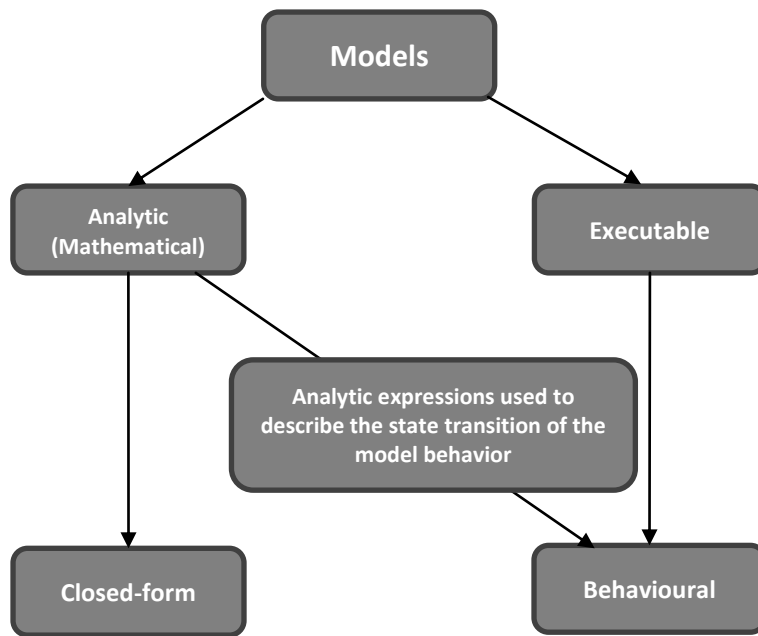 Models
Analytic
(Mathematical)
Executable
Analytic expressions used to
describe the state transition of the
model behavior
Closed-form
Behavioural